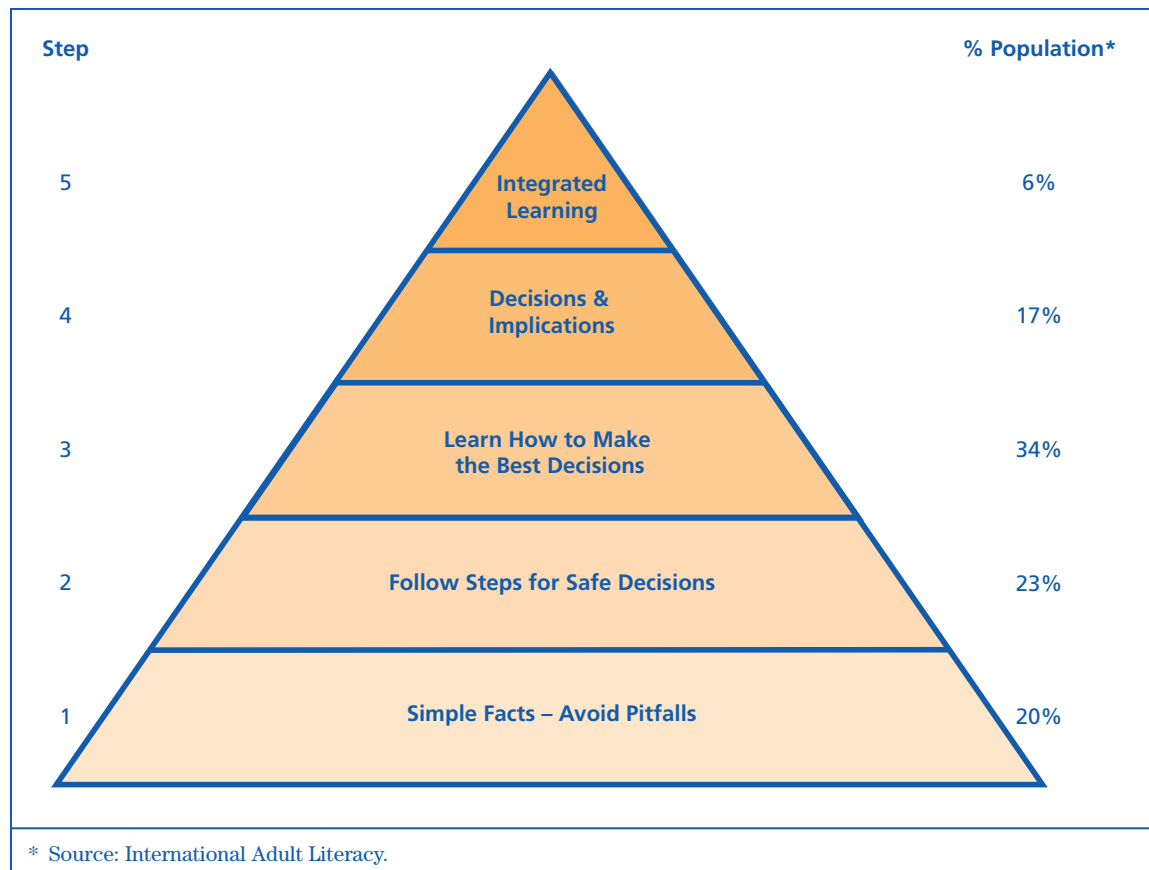 Step
% Population*
5
Integrated
Learning
6%
4
Decisions &
Implications
17%
3
Learn How to Make
the Best Decisions
34%
2
Follow Steps for Safe Decisions
23%
1
Simple Facts – Avoid Pitfalls
20%
* Source: International Adult Literacy.